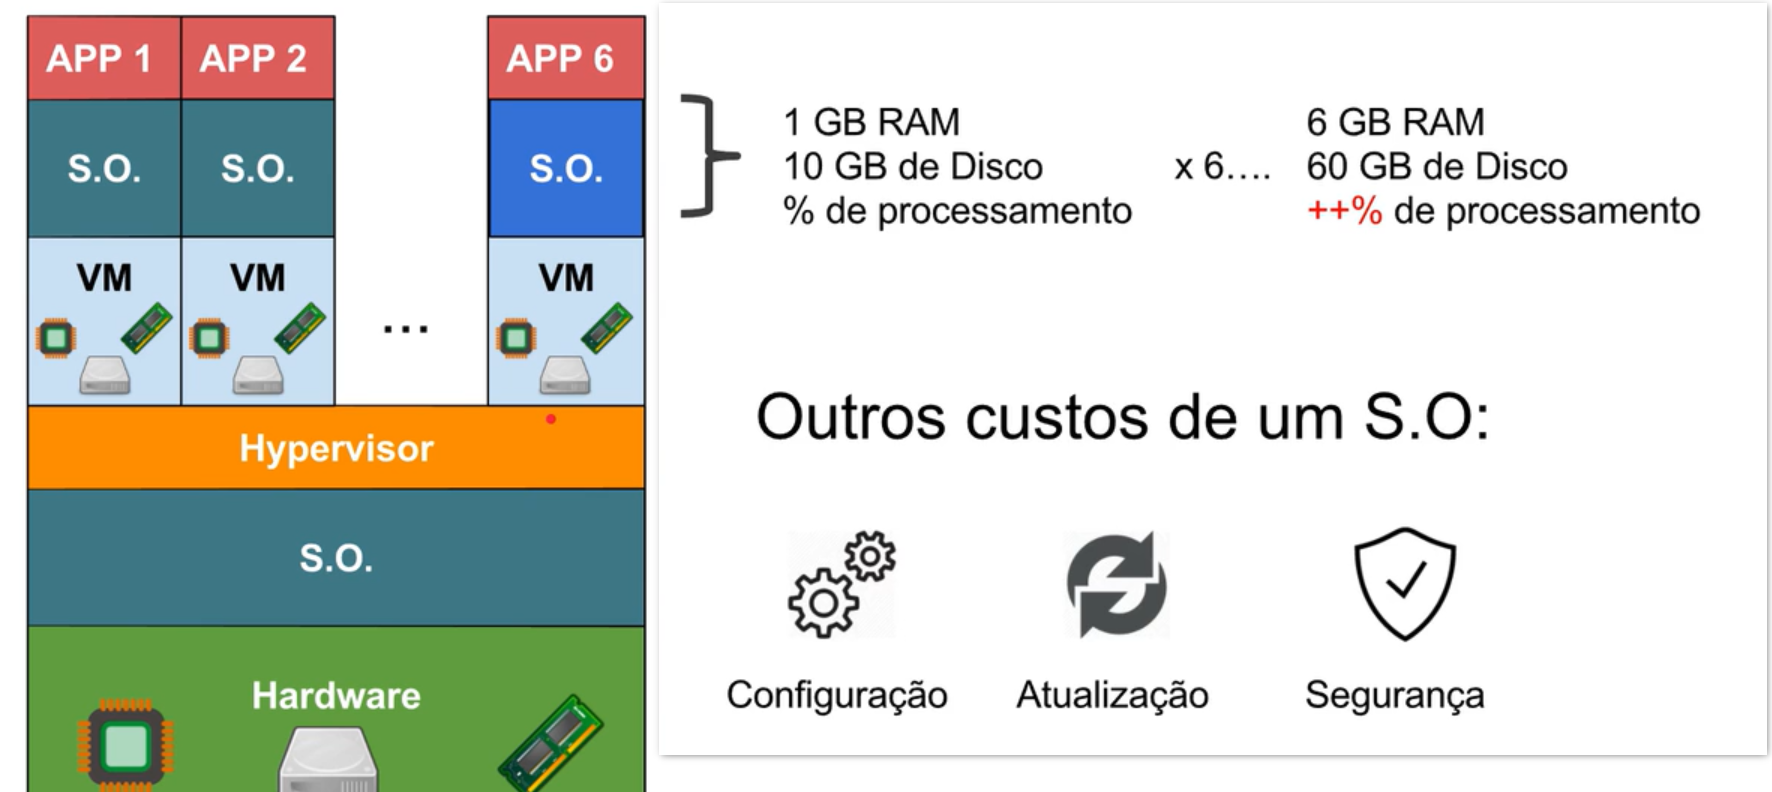 APP 1 APP 2 APP 6
S.O. S.O. S.O.
VM VM VM
...
Hypervisor
S.O.
Hardware
1 GB RAM
10 GB de Disco
% de processamento
x 6....
6 GB RAM
60 GB de Disco
++% de processamento
Outros custos de um S.O:
Configuração Atualização Segurança